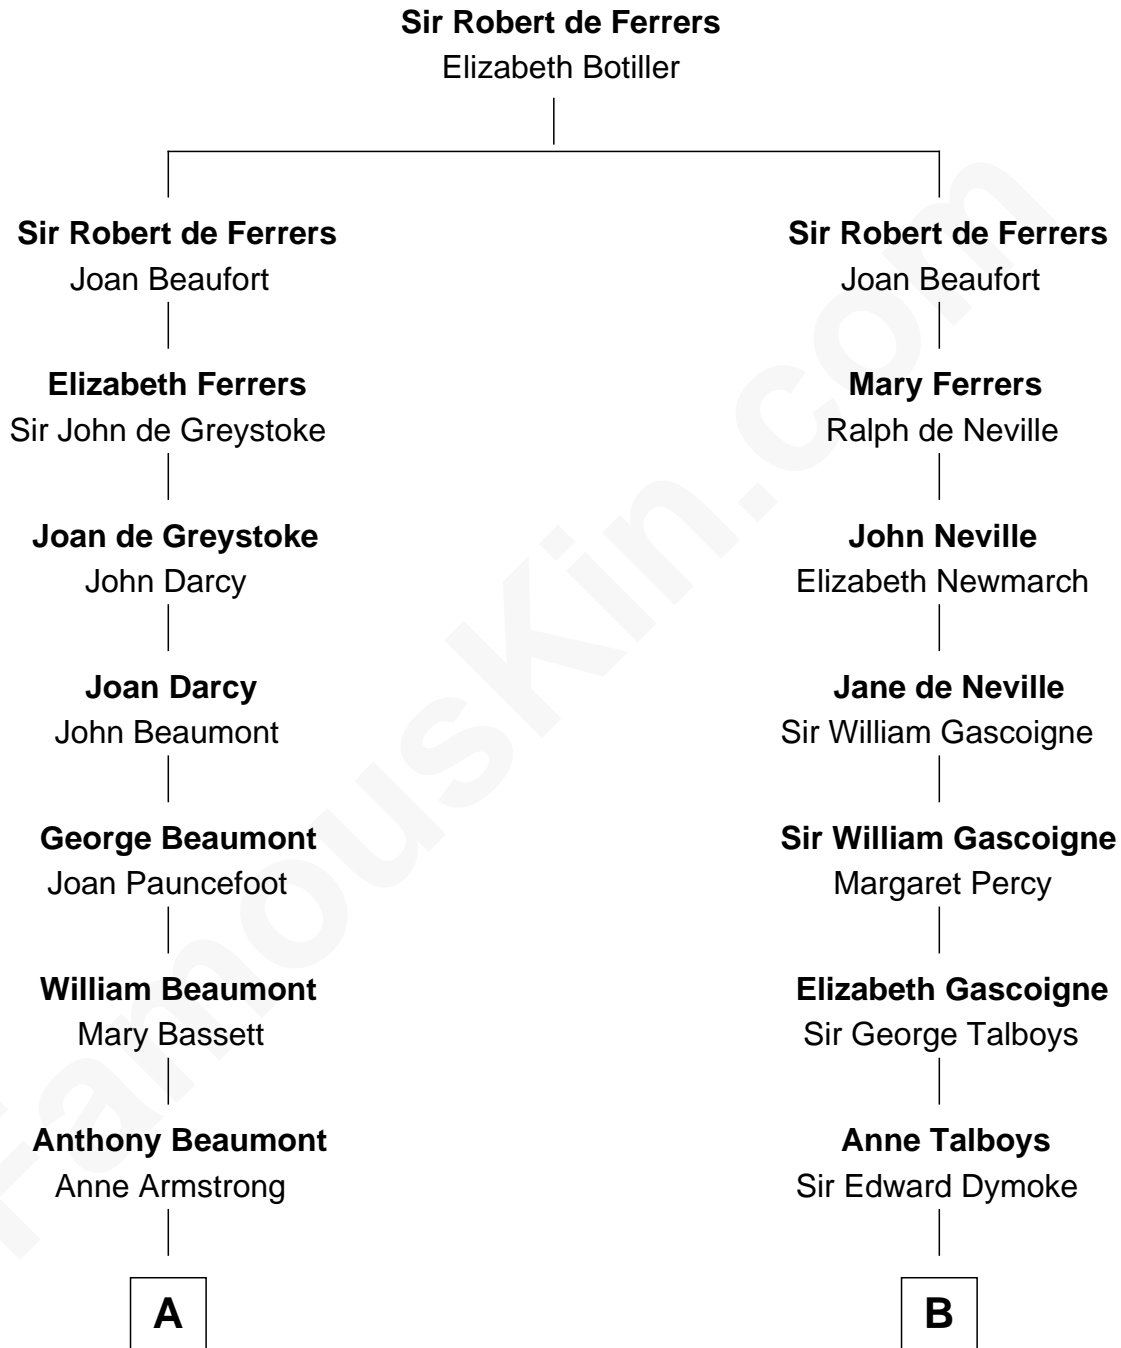 Sir Robert de Ferrers
Elizabeth Botiller
Sir Robert de Ferrers
Joan Beaufort
Elizabeth Ferrers
Sir John de Greystoke
Joan de Greystoke
John Darcy
Joan Darcy
John Beaumont
George Beaumont
Joan Pauncefoot
William Beaumont
Mary Bassett
Anthony Beaumont
Anne Armstrong
A
Sir Robert de Ferrers
Joan Beaufort
Mary Ferrers
Ralph de Neville
John Neville
Elizabeth Newmarch
Jane de Neville
Sir William Gascoigne
Sir William Gascoigne
Margaret Percy
Elizabeth Gascoigne
Sir George Talboys
Anne Talboys
Sir Edward Dymoke
B
FamousKin.com